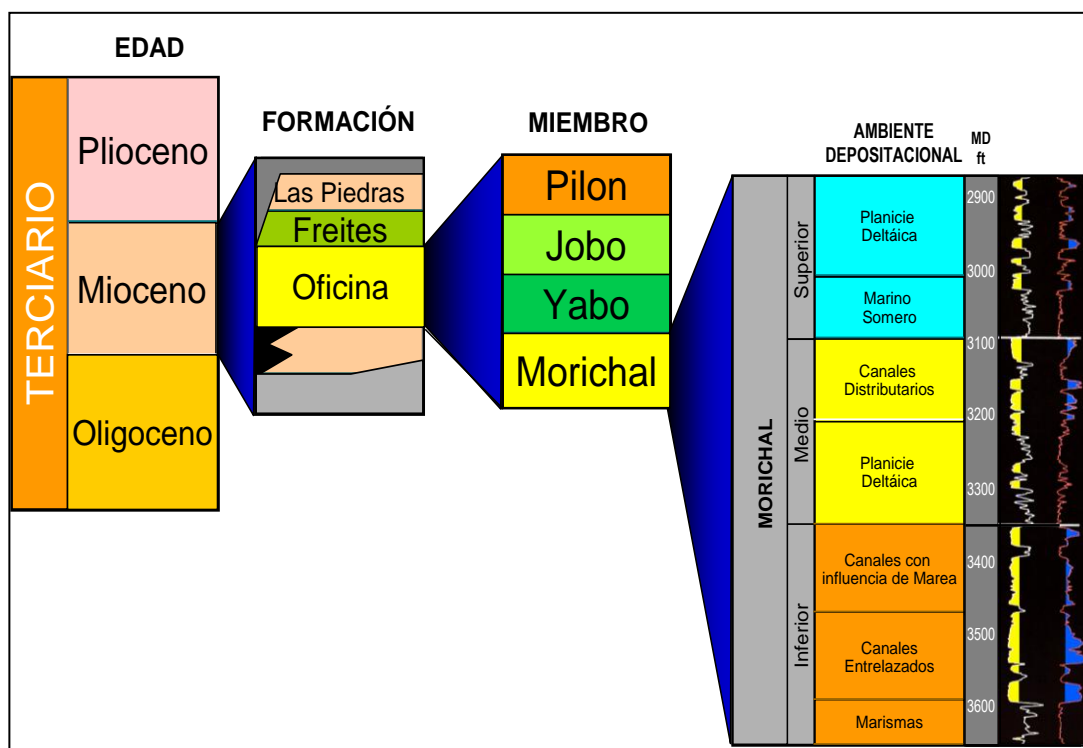 EDAD
TERCIARIO
Plioceno
Mioceno
Oligoceno
FORMACIÓN
Las Piedras
Freites
Oficina
MIEMBRO
Pilon
Jobo
Yabo
Morichal
AMBIENTE
DEPOSITACIONAL
MD
ft
MORICHAL
Superior
Medio
Inferior
Planicie
Deltáica
Marino
Somero
Canales
Distributarios
Planicie
Deltáica
Canales con
influencia de Marea
Canales
Entrelazados
Marismas
2900
3000
3100
3200
3300
3400
3500
3600